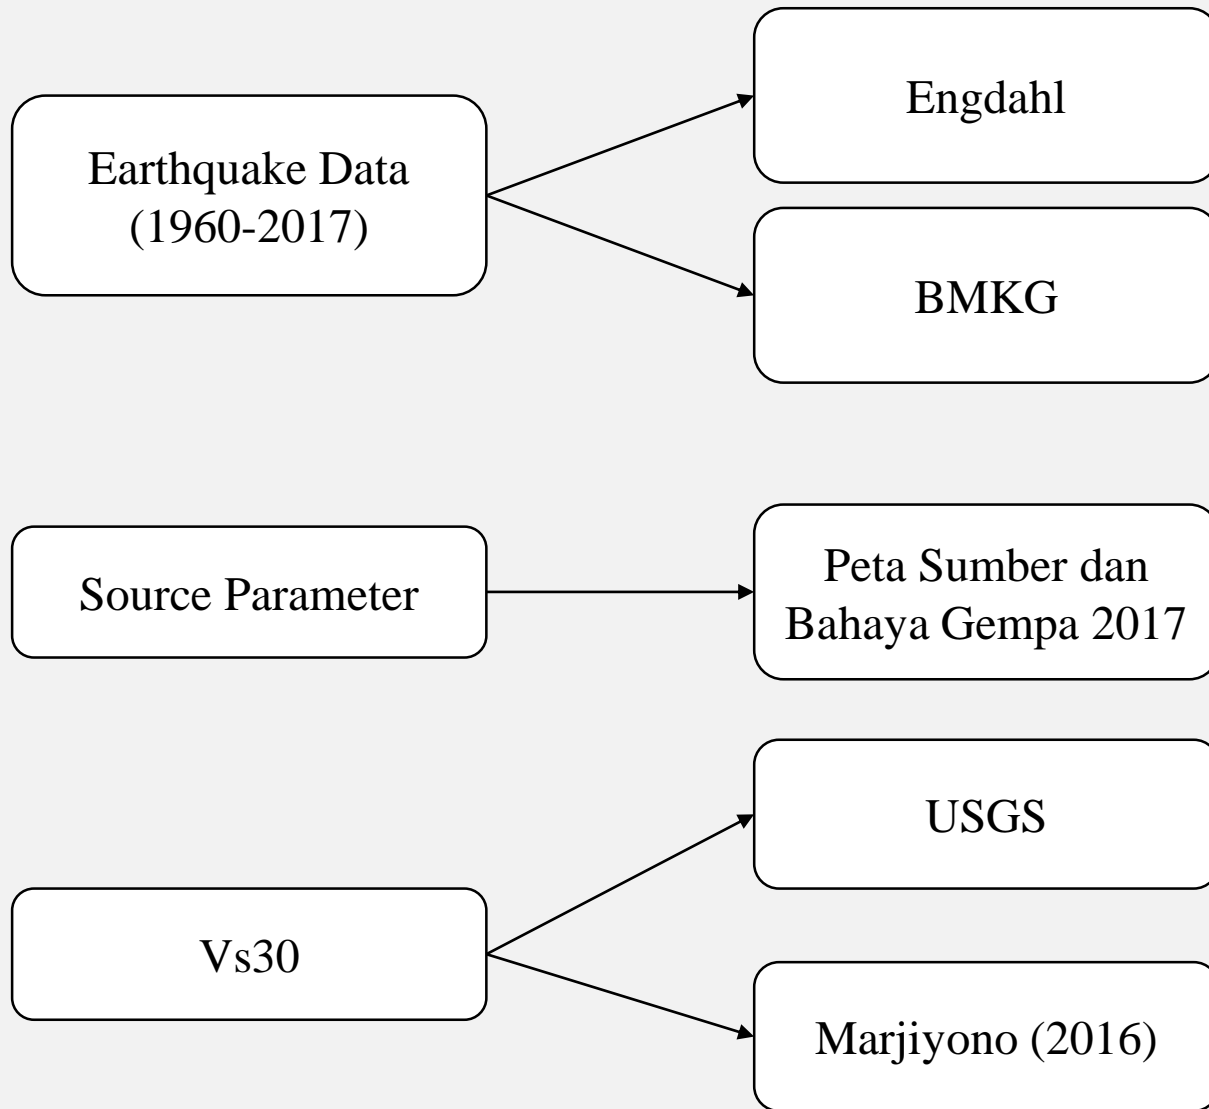 Earthquake Data
(1960-2017)
Engdahl
BMKG
Source Parameter
Peta Sumber dan
Bahaya Gempa 2017
Vs30
USGS
Marjiyono (2016)